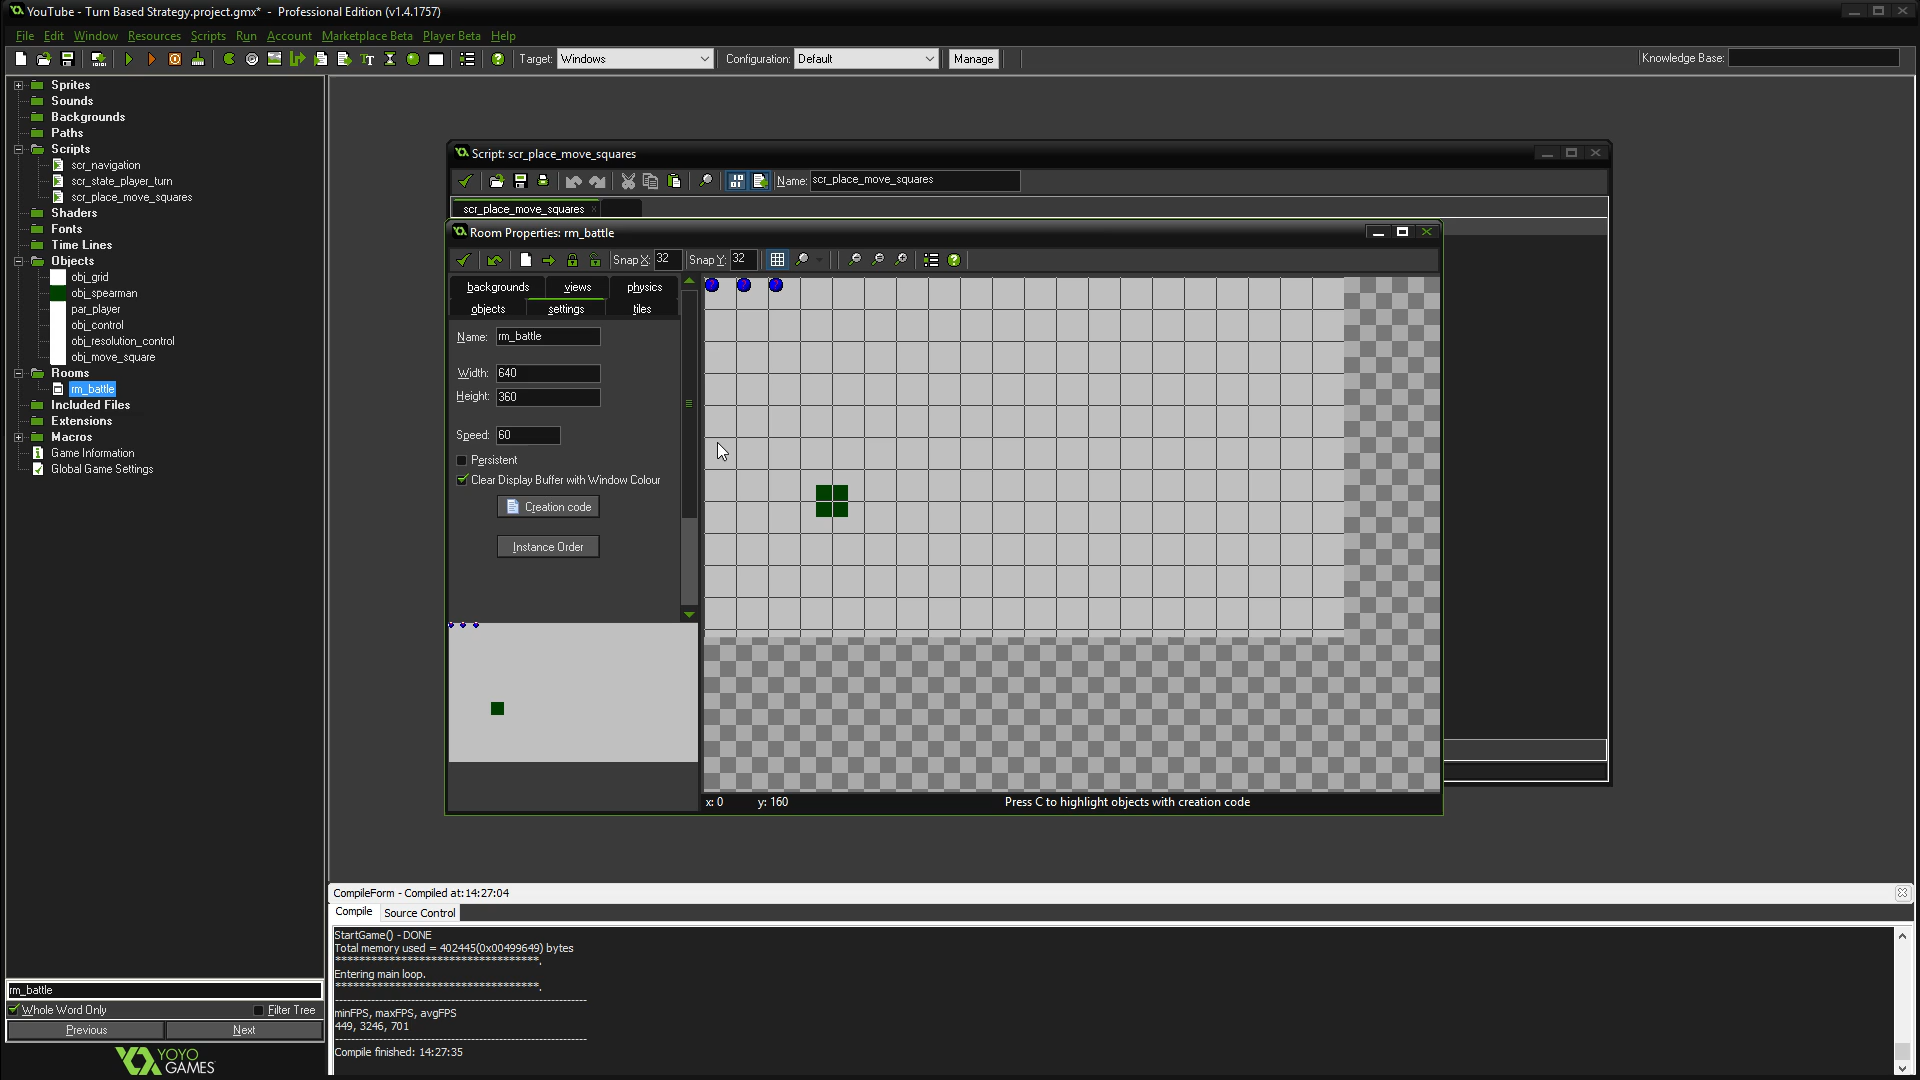 YouTube - Turn Based Strategy.project.gmx* - Professional Edition (v1.4.1757)
File Edit Window Resources Scripts Run Account Marketplace Beta Player Beta Help
Target: Windows Configuration: Default Manage Knowledge Base:
Sprites
Sounds
Backgrounds
Paths
Scripts
scr_navigation
scr_state_player_turn
scr_place_move_squares
Shaders
Fonts
Time Lines
Objects
obj_grid
obj_spearman
par_player
obj_control
obj_resolution_control
obj_move_square
Rooms
rm_battle
Included Files
Extensions
Macros
Game Information
Global Game Settings
rm_battle
Whole Word Only Filter Tree
Previous Next
YOYO
GAMES
Script: scr_place_move_squares
Name: scr_place_move_squares
scr_place_move_squares
Room Properties: rm_battle
Snap X: 32 Snap Y: 32
backgrounds views physics
objects settings tiles
Name: rm_battle
Width: 640
Height: 360
Speed: 60
Persistent
Clear Display Buffer with Window Colour
Creation code
Instance Order
x: 0 y: 160 Press C to highlight objects with creation code
CompileForm - Compiled at:14:27:04
Compile Source Control
StartGame() - DONE
Total memory used = 402445(0x00499649) bytes
***********************************.
Entering main loop.
***********************************.
minFPS, maxFPS, avgFPS
449, 3246, 701
Compile finished: 14:27:35